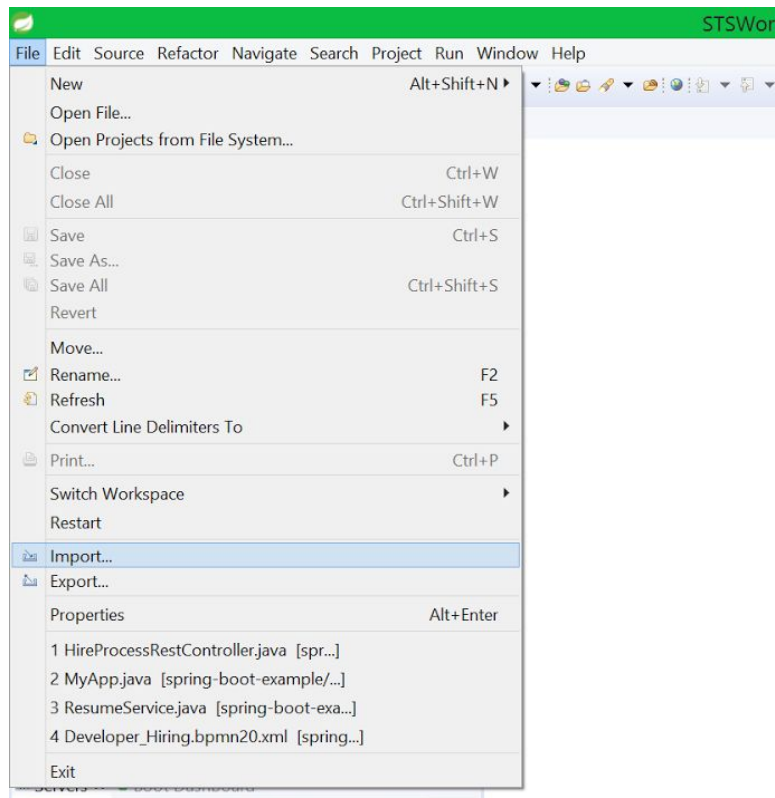 STSWor
File Edit Source Refactor Navigate Search Project Run Window Help
New Alt+Shift+N
Open File...
Open Projects from File System...
Close Ctrl+W
Close All Ctrl+Shift+W
Save Ctrl+S
Save As...
Save All Ctrl+Shift+S
Revert
Move...
Rename... F2
Refresh F5
Convert Line Delimiters To
Print... Ctrl+P
Switch Workspace
Restart
Import...
Export...
Properties Alt+Enter
1 HireProcessRestController.java [spr...]
2 MyApp.java [spring-boot-example/...]
3 ResumeService.java [spring-boot-exa...]
4 Developer_Hiring.bpmn20.xml [spring...]
Exit
Servers Boot Dashboard